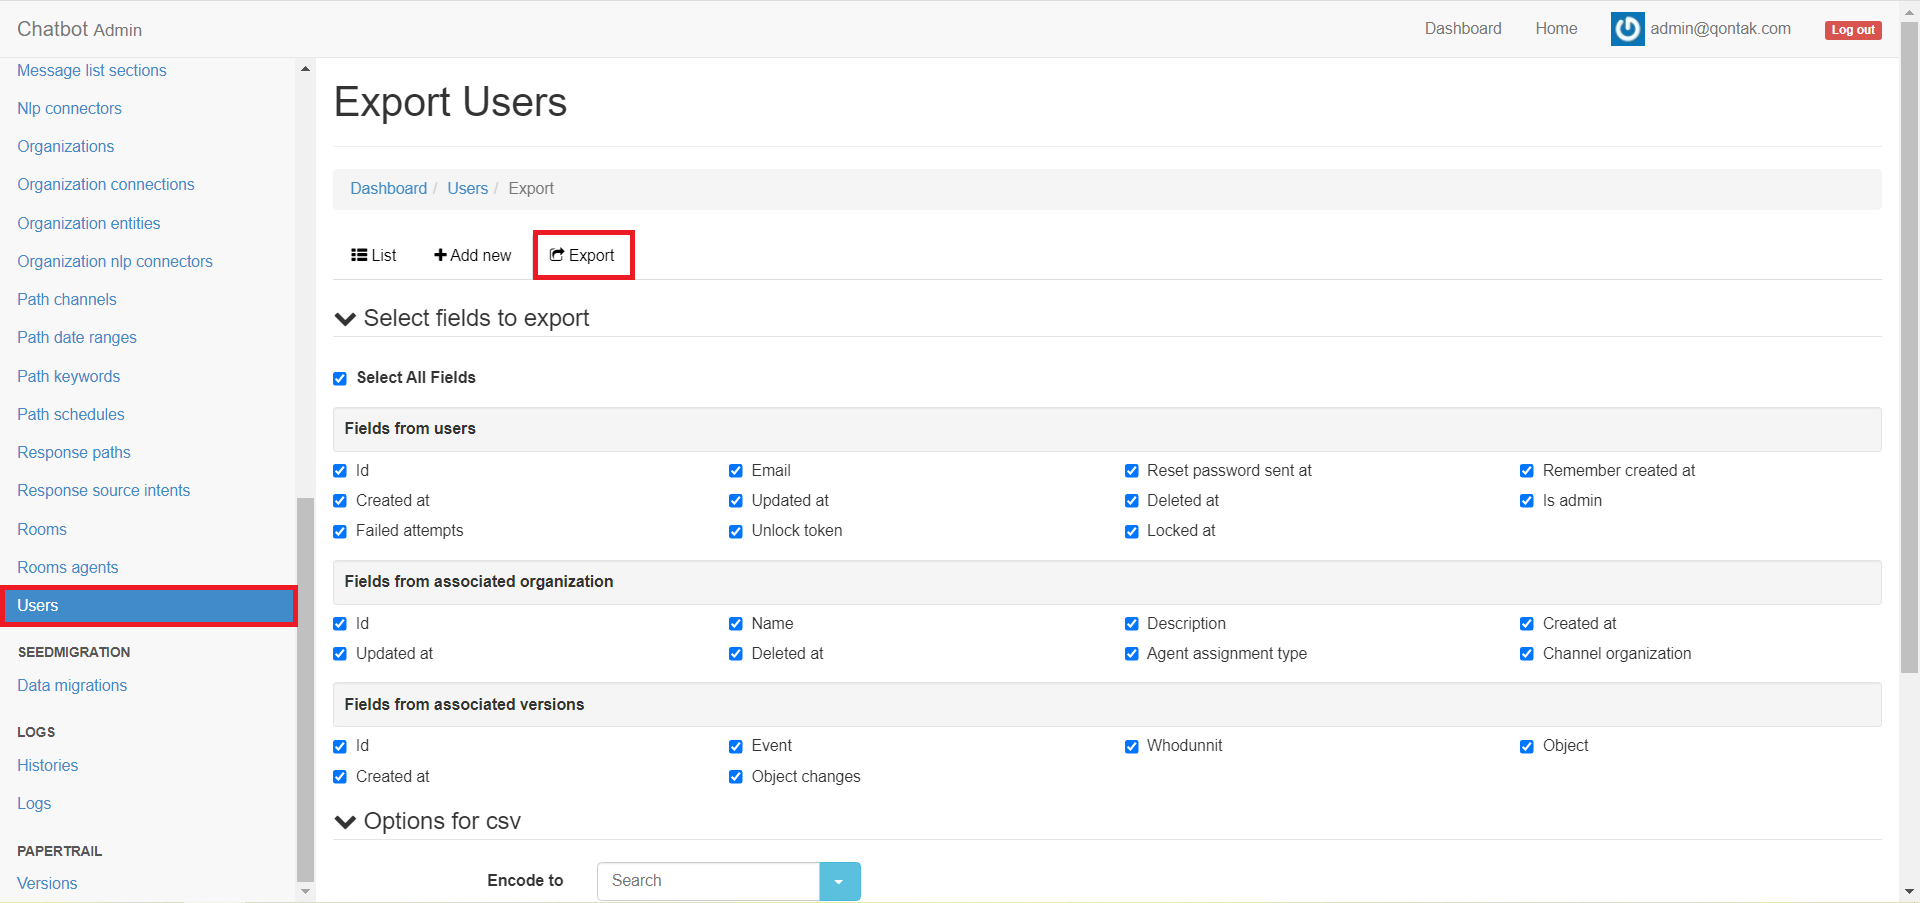 Chatbot Admin
Dashboard
Home
admin@qontak.com
Log out
Message list sections
Nlp connectors
Organizations
Organization connections
Organization entities
Organization nlp connectors
Path channels
Path date ranges
Path keywords
Path schedules
Response paths
Response source intents
Rooms
Rooms agents
Users
SEEDMIGRATION
Data migrations
LOGS
Histories
Logs
PAPERTRAIL
Versions
Export Users
Dashboard / Users / Export
List
Add new
Export
Select fields to export
Select All Fields
Fields from users
Id Email Reset password sent at Remember created at
Created at Updated at Deleted at Is admin
Failed attempts Unlock token Locked at
Fields from associated organization
Id Name Description Created at
Updated at Deleted at Agent assignment type Channel organization
Fields from associated versions
Id Event Whodunnit Object
Created at Object changes
Options for csv
Encode to Search